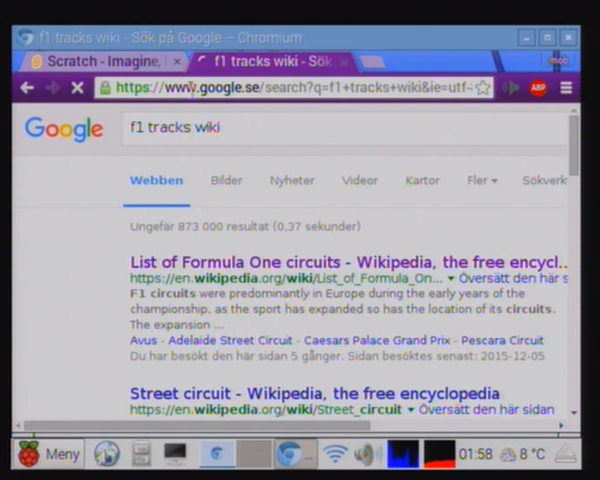 f1 tracks wiki - Sök på Google – Chromium
Scratch - Imagine, ×
f1 tracks wiki - Sök ×
https://www.google.se/search?q=f1+tracks+wiki&ie=utf-
ABP
Google
f1 tracks wiki
Webben Bilder Nyheter Videor Kartor Fler Sökverk
Ungefär 873 000 resultat (0,37 sekunder)
List of Formula One circuits - Wikipedia, the free encycl...
https://en.wikipedia.org/wiki/List_of_Formula_On... Översätt den här s
F1 circuits were predominantly in Europe during the early years of the
championship, as the sport has expanded so has the location of its circuits.
The expansion ...
Avus - Adelaide Street Circuit - Caesars Palace Grand Prix - Pescara Circuit
Du har besökt den här sidan 5 gånger. Sidan besöktes senast: 2015-12-05
Street circuit - Wikipedia, the free encyclopedia
https://en.wikipedia.org/wiki/Street_circuit Översätt den här sidan
Meny
01:58 8 °C